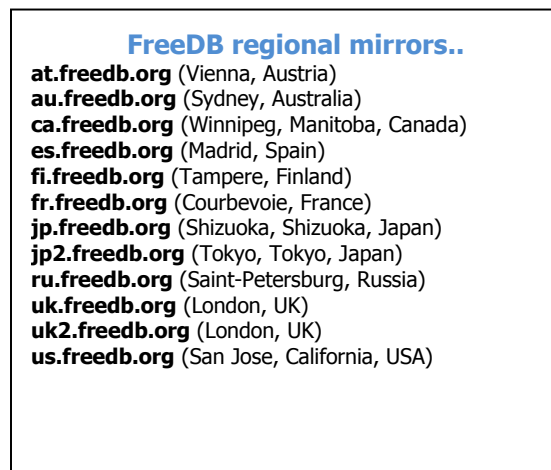 FreeDB regional mirrors..
at.freedb.org (Vienna, Austria)
au.freedb.org (Sydney, Australia)
ca.freedb.org (Winnipeg, Manitoba, Canada)
es.freedb.org (Madrid, Spain)
fi.freedb.org (Tampere, Finland)
fr.freedb.org (Courbevoie, France)
jp.freedb.org (Shizuoka, Shizuoka, Japan)
jp2.freedb.org (Tokyo, Tokyo, Japan)
ru.freedb.org (Saint-Petersburg, Russia)
uk.freedb.org (London, UK)
uk2.freedb.org (London, UK)
us.freedb.org (San Jose, California, USA)